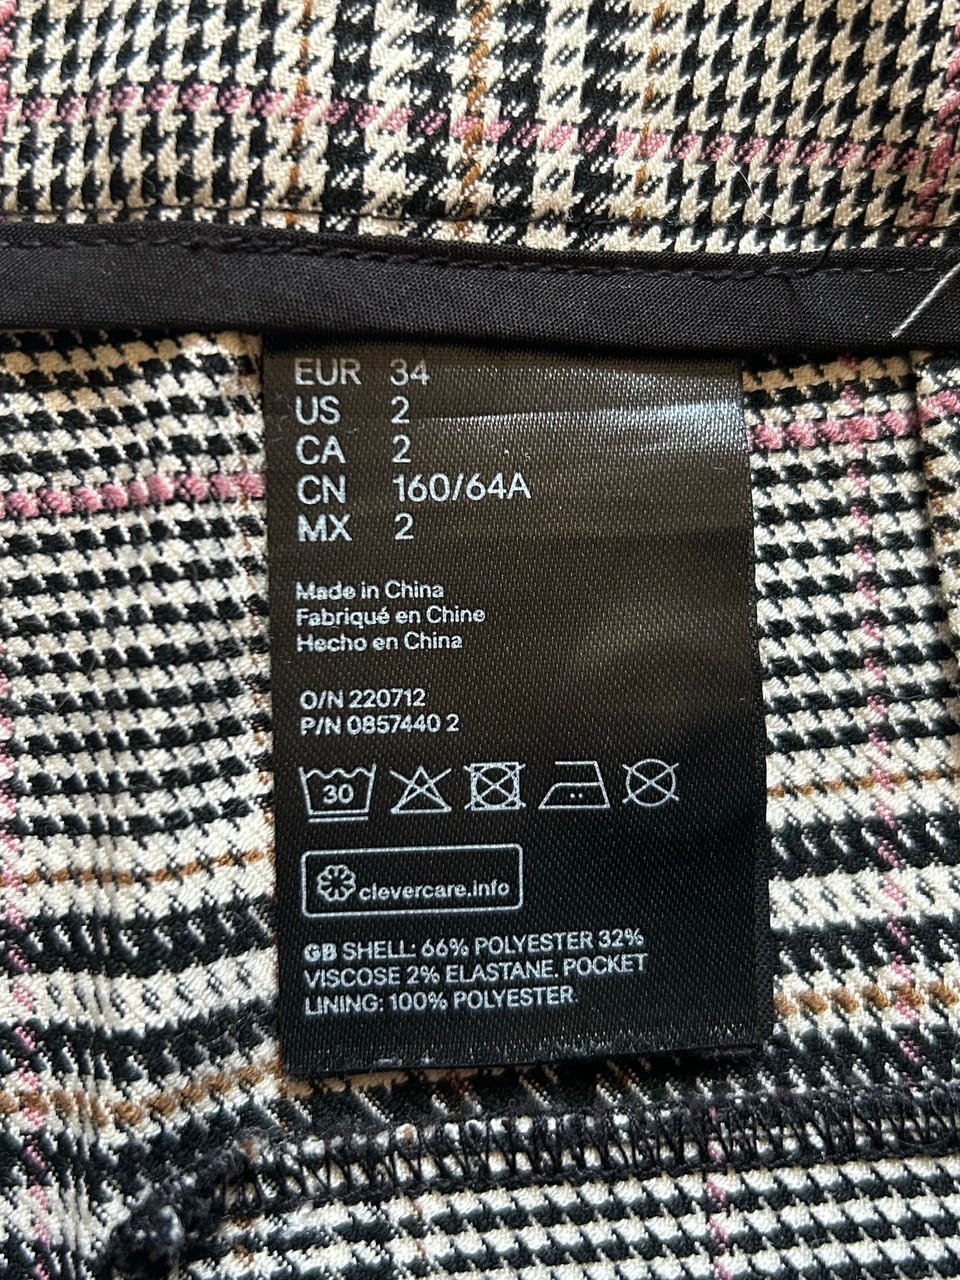 EUR 34
US 2
CA 2
CN 160/64A
MX 2
Made in China
Fabriqué en Chine
Hecho en China
O/N 220712
P/N 0857440 2
30
clevercare.info
GB SHELL: 66% POLYESTER 32%
VISCOSE 2% ELASTANE. POCKET
LINING: 100% POLYESTER.